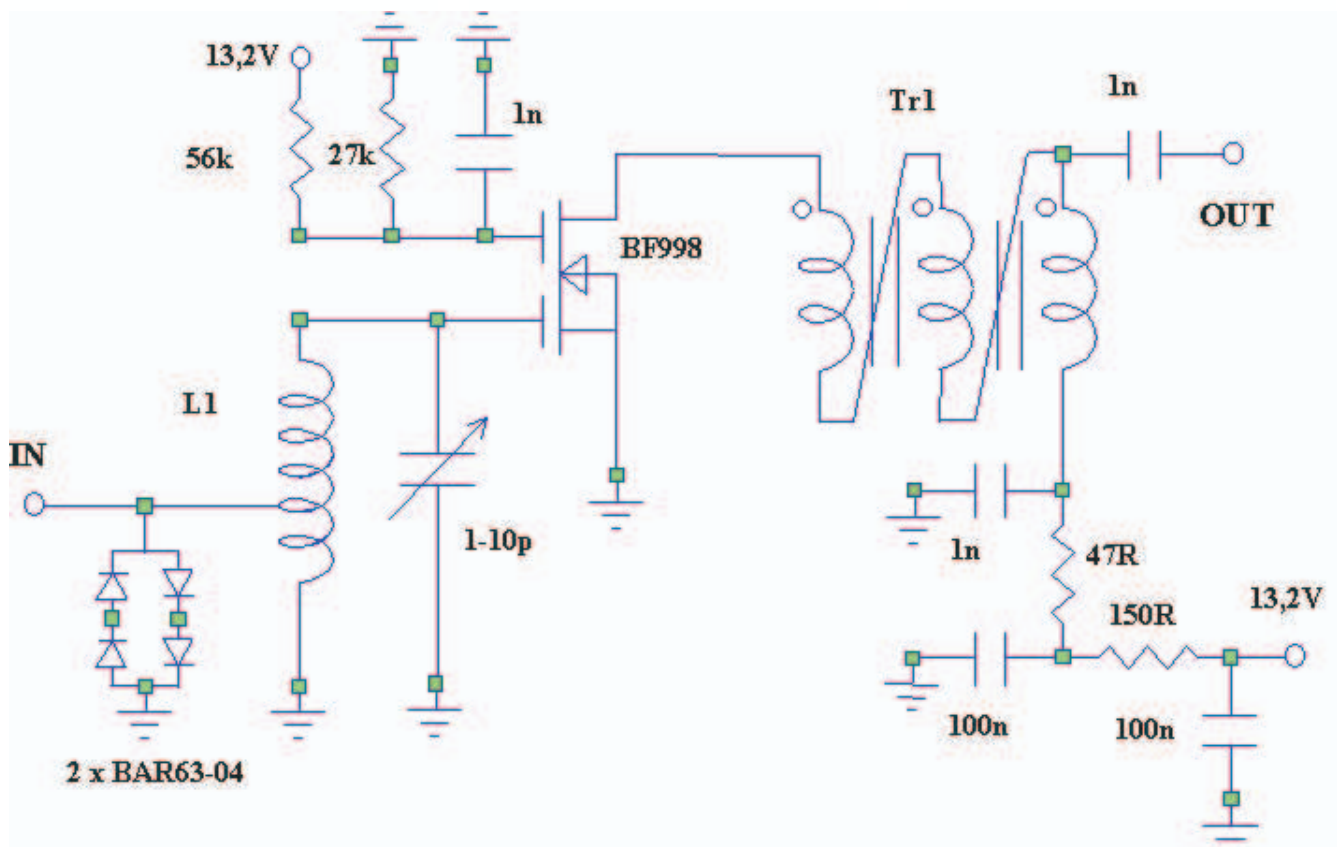 13,2V
1n
Tr1
1n
56k
27k
OUT
BF998
L1
IN
1-10p
1n
47R
150R
13,2V
100n
100n
2 x BAR63-04